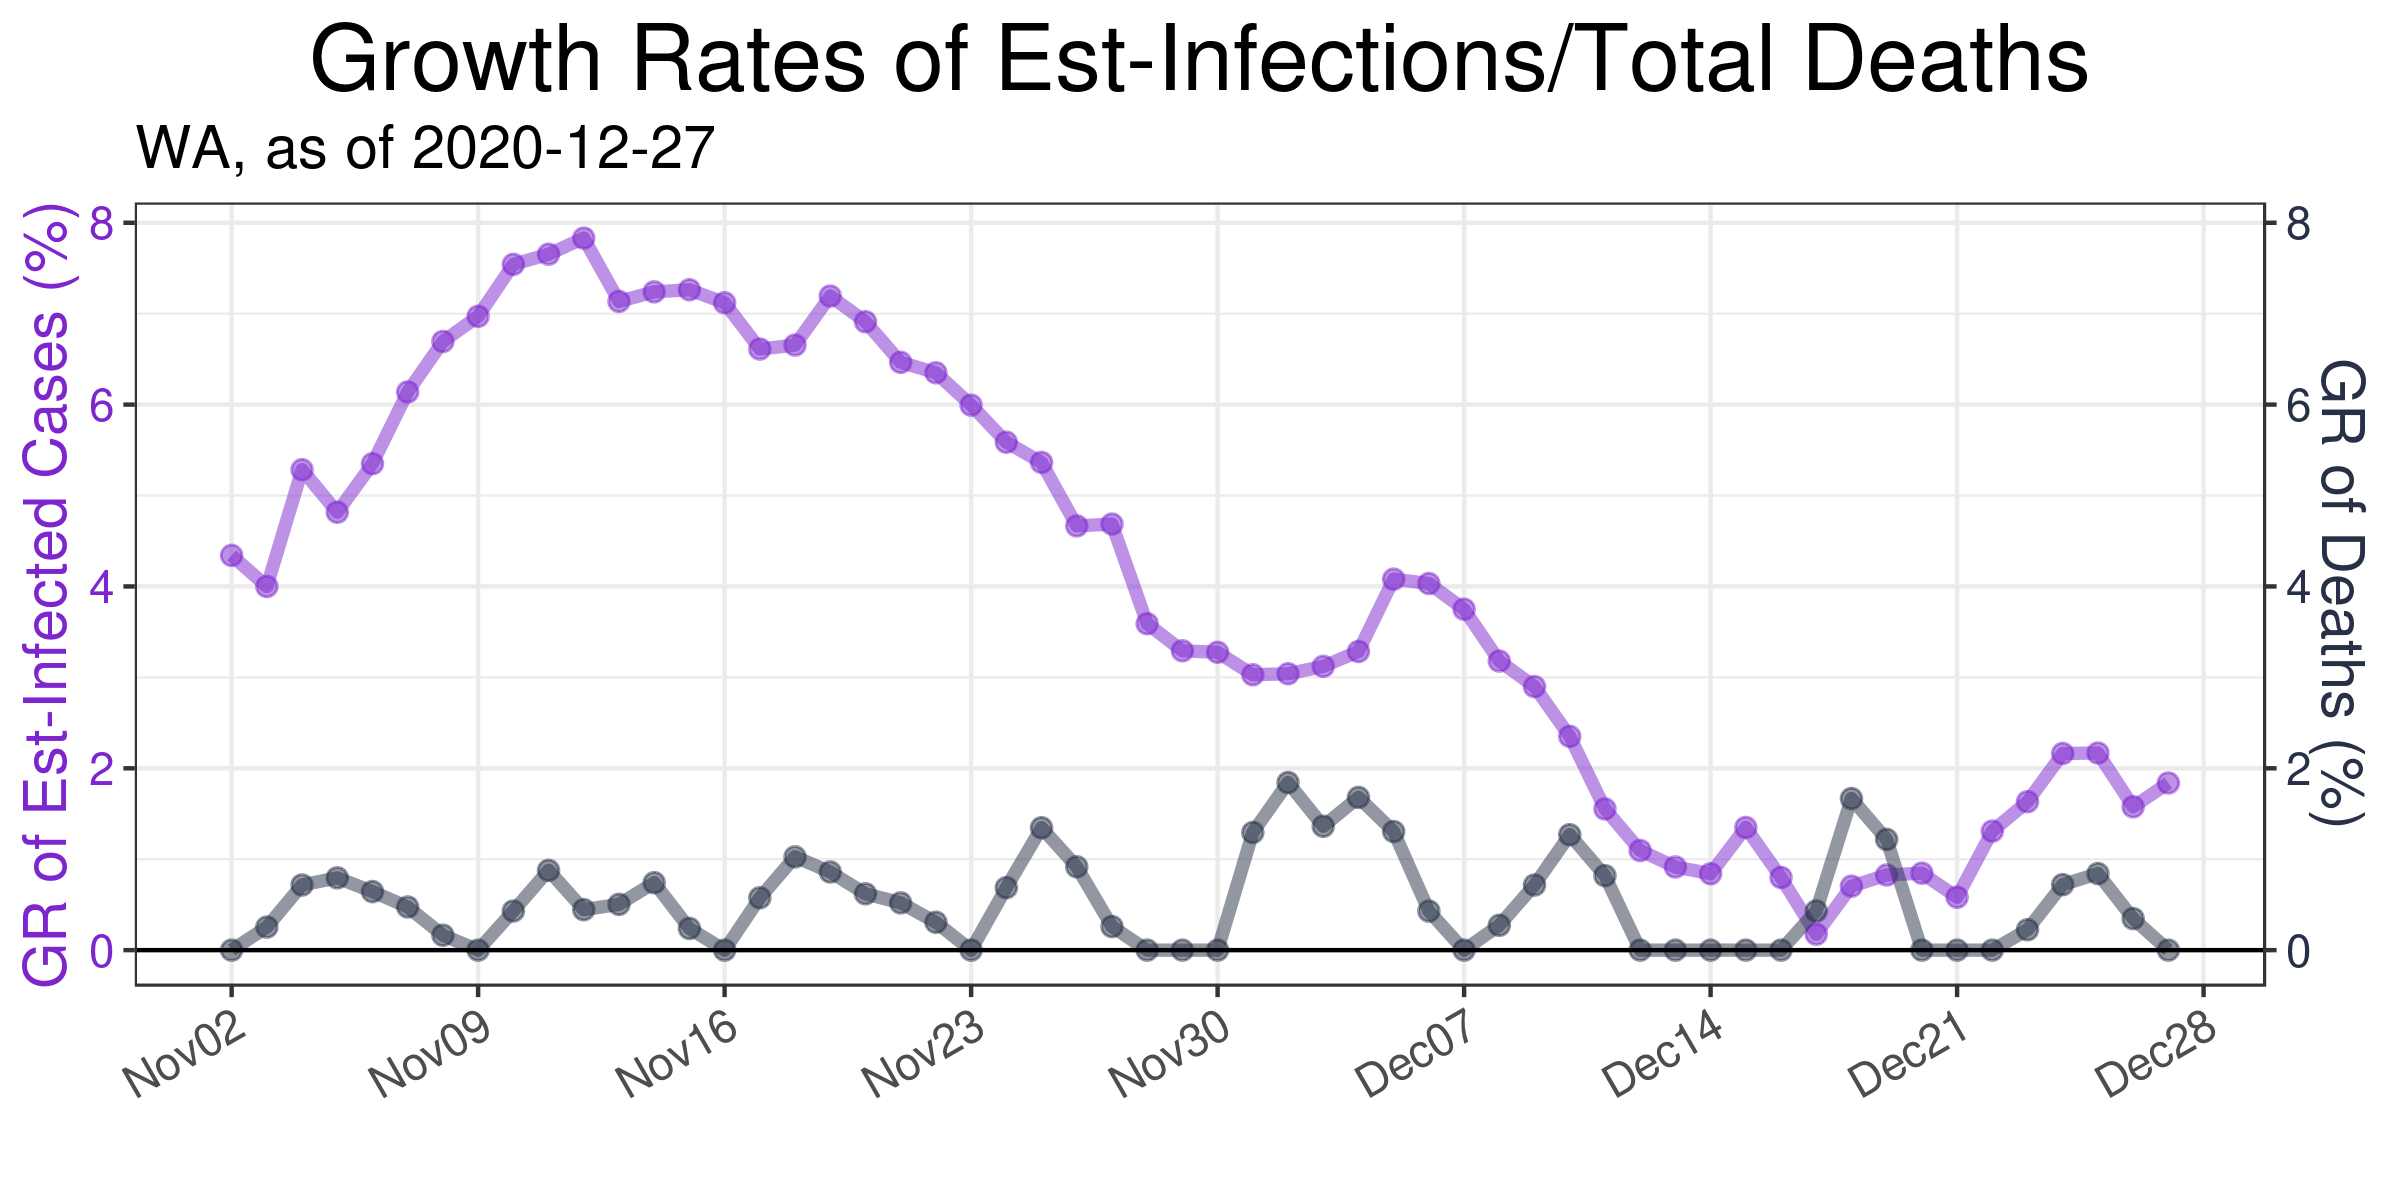 Growth Rates of Est-Infections/Total Deaths
WA, as of 2020-12-27
GR of Est-Infected Cases (%)
8
6
4
2
0
8
6
4
2
0
GR of Deaths (%)
Nov02
Nov09
Nov16
Nov23
Nov30
Dec07
Dec14
Dec21
Dec28